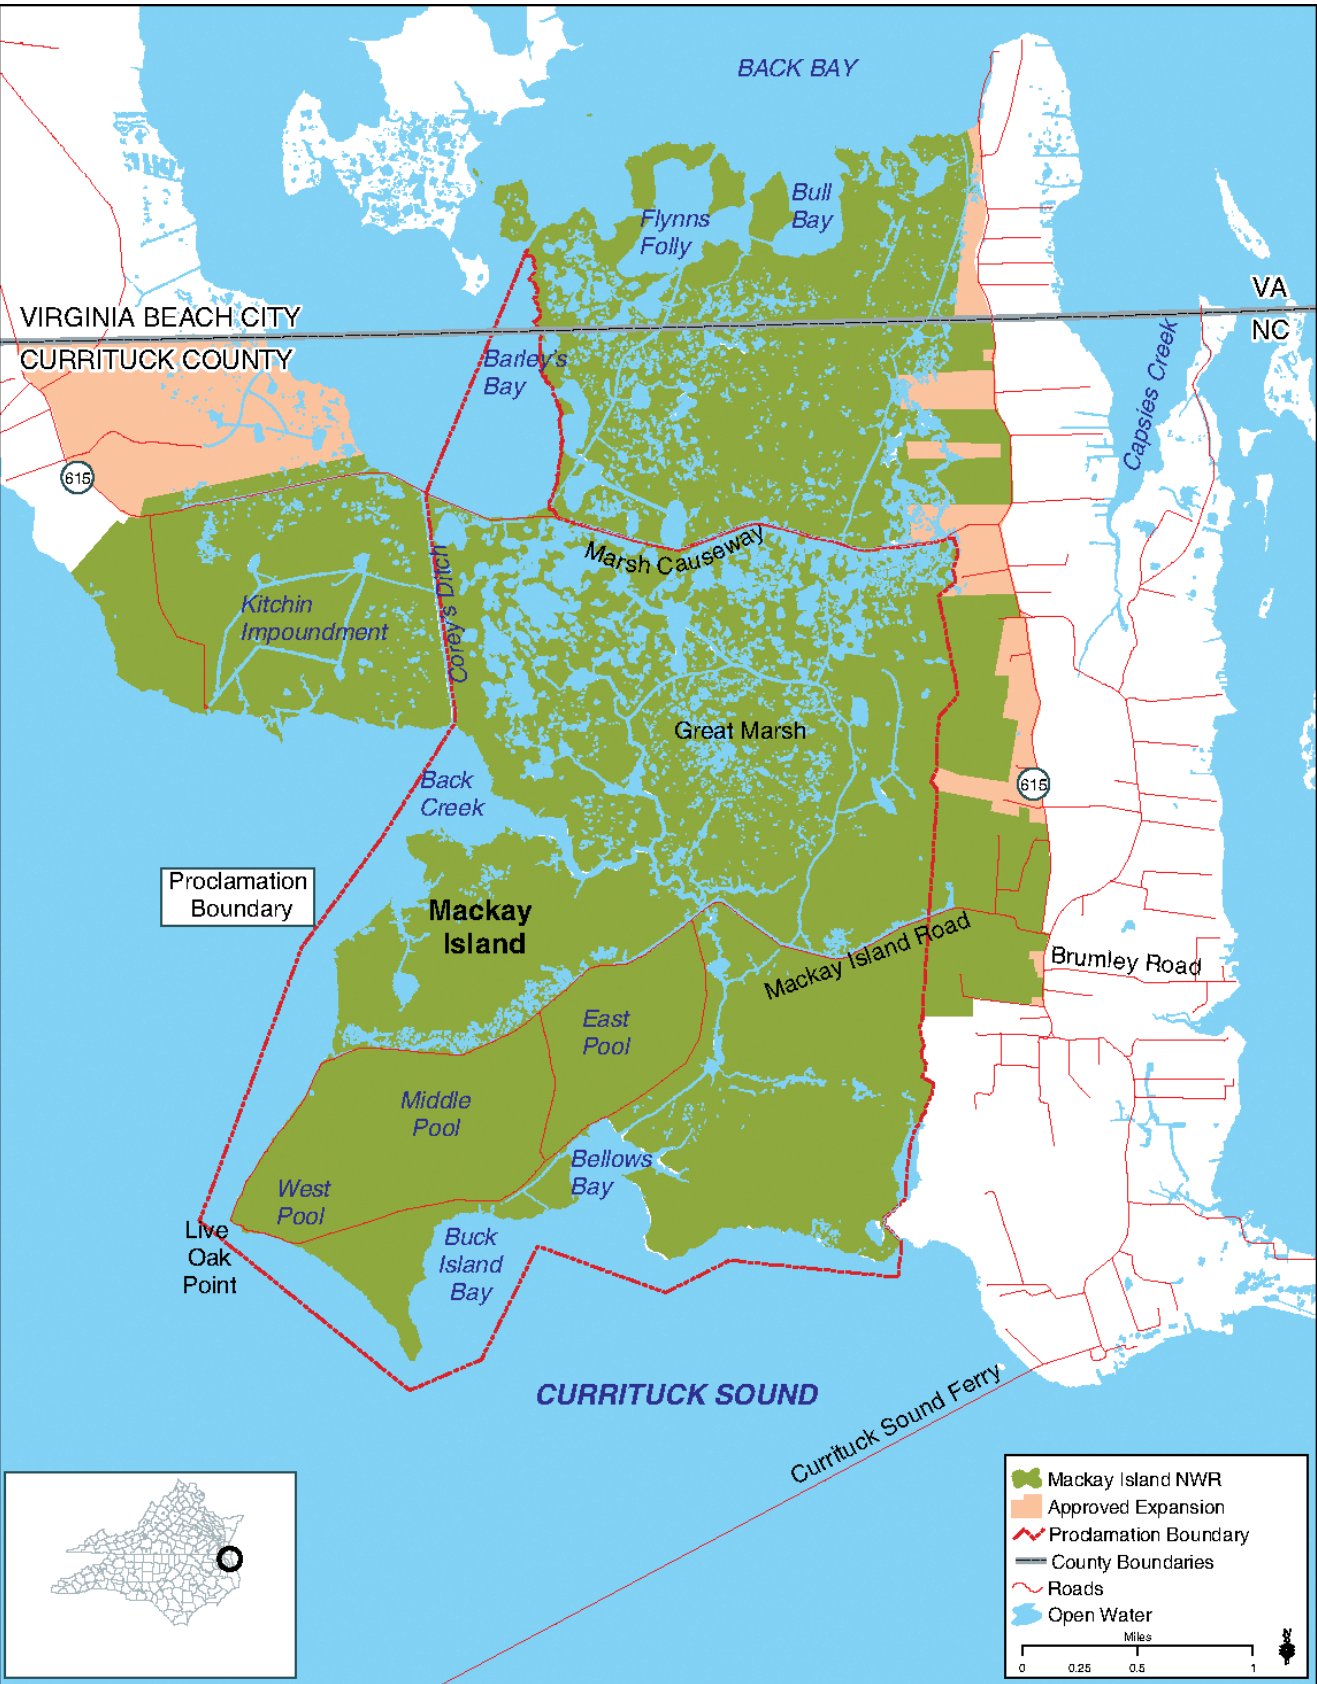 BACK BAY
Bull
Bay
Flynns
Folly
VA
VIRGINIA BEACH CITY
NC
CURRITUCK COUNTY
Barley's
Bay
Capsies Creek
615
Marsh Causeway
Corey's Ditch
Kitchin
Impoundment
Great Marsh
Back
Creek
615
Proclamation
Boundary
Mackay
Island
Mackay Island Road
Brumley Road
East
Pool
Middle
Pool
Bellows
Bay
West
Pool
Live
Oak
Point
Buck
Island
Bay
CURRITUCK SOUND
Currituck Sound Ferry
Mackay Island NWR
Approved Expansion
Proclamation Boundary
County Boundaries
Roads
Open Water
Miles
0 0.25 0.5 1
N